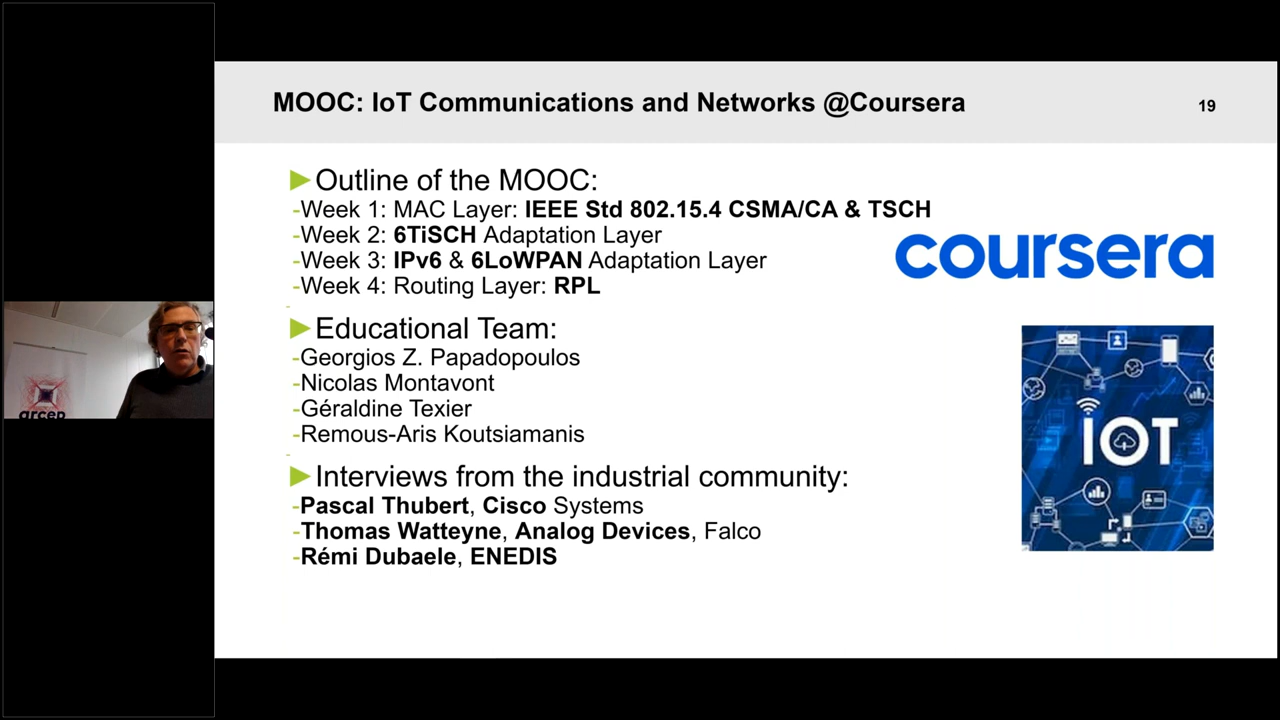 MOOC: IoT Communications and Networks @Coursera
19
►Outline of the MOOC:
-Week 1: MAC Layer: IEEE Std 802.15.4 CSMA/CA & TSCH
-Week 2: 6TiSCH Adaptation Layer
-Week 3: IPv6 & 6LoWPAN Adaptation Layer
-Week 4: Routing Layer: RPL
coursera
►Educational Team:
-Georgios Z. Papadopoulos
-Nicolas Montavont
-Géraldine Texier
-Remous-Aris Koutsiamanis
IOT
►Interviews from the industrial community:
-Pascal Thubert, Cisco Systems
-Thomas Watteyne, Analog Devices, Falco
-Rémi Dubaele, ENEDIS
arcep